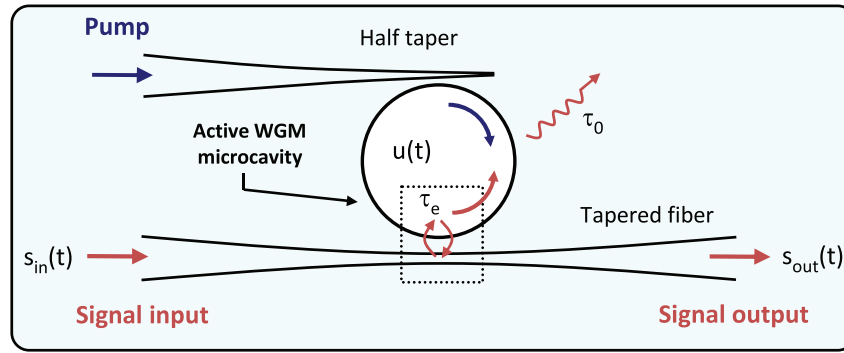 Pump
Half taper
τ0
Active WGM
microcavity
u(t)
τe
Tapered fiber
sin(t)
sout(t)
Signal input
Signal output